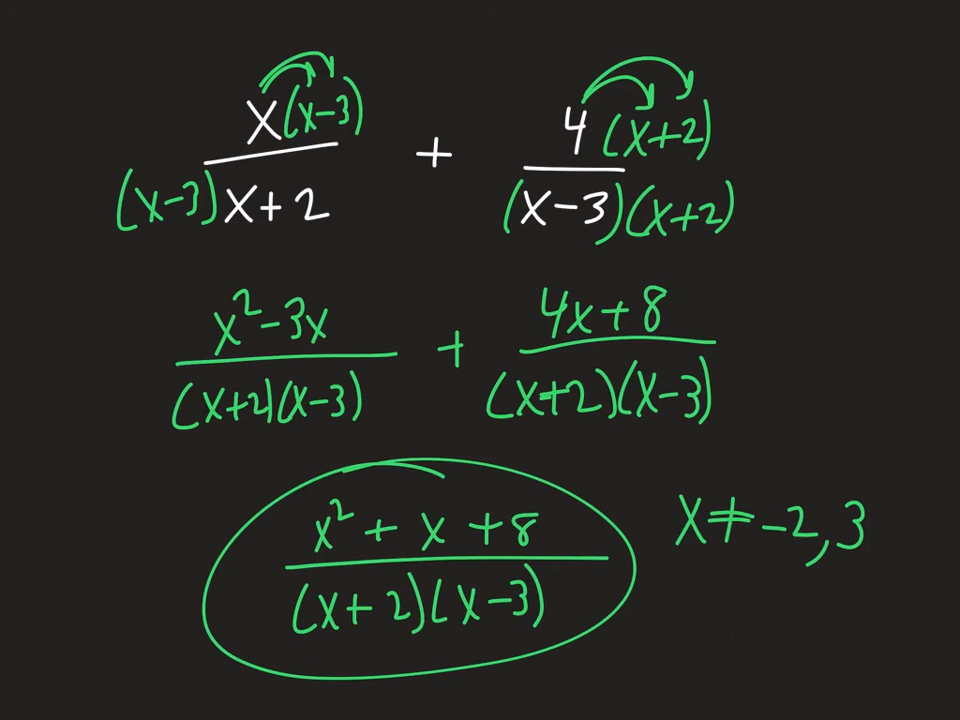 x(x-3) + 4(x+2)
(x-3)x+2 (x-3)(x+2)
x²-3x + 4x+8
(x+2)(x-3) (x+2)(x-3)
x²+x+8 x≠-2,3
(x+2)(x-3)